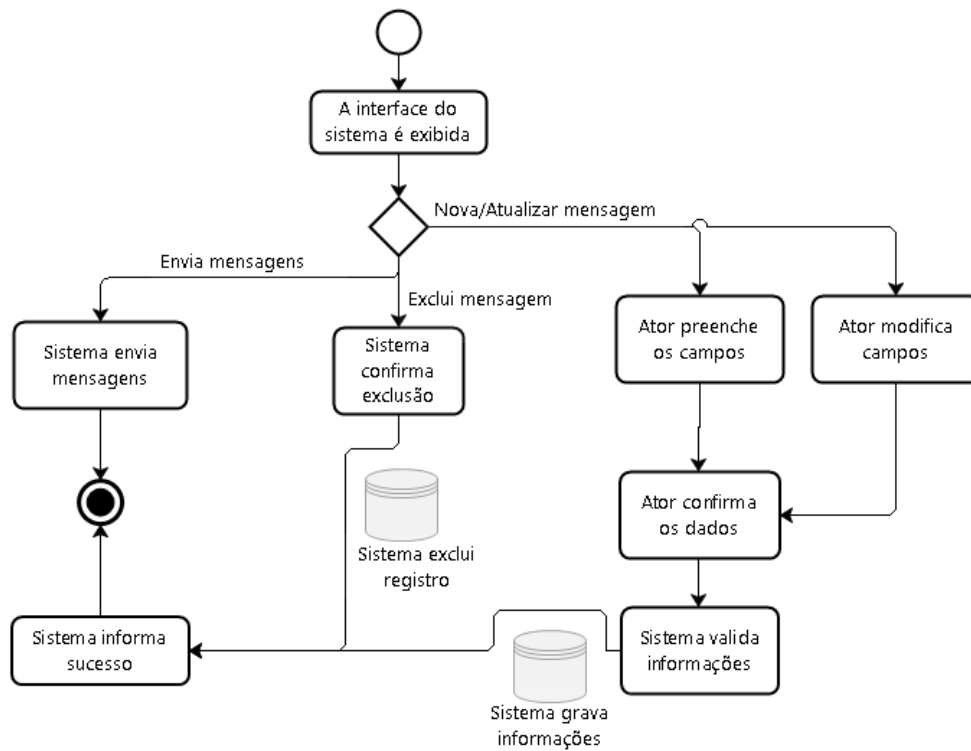 A interface do
sistema é exibida
Nova/Atualizar mensagem
Envia mensagens
Exclui mensagem
Sistema envia
mensagens
Sistema
confirma
exclusão
Ator preenche
os campos
Ator modifica
campos
Sistema exclui
registro
Ator confirma
os dados
Sistema informa
sucesso
Sistema valida
informações
Sistema grava
informações